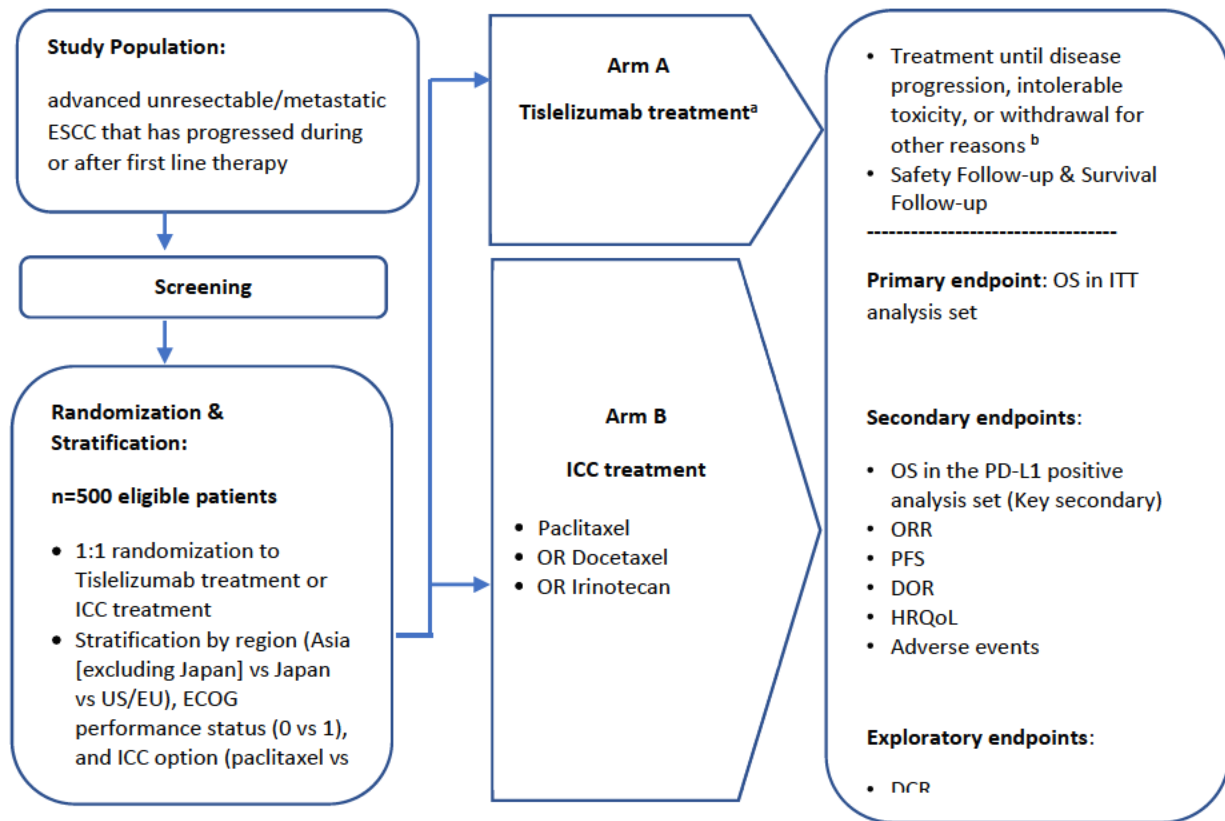 Study Population:
advanced unresectable/metastatic
ESCC that has progressed during
or after first line therapy
Screening
Randomization &
Stratification:
n=500 eligible patients
• 1:1 randomization to
Tislelizumab treatment or
ICC treatment
• Stratification by region (Asia
[excluding Japan] vs Japan
vs US/EU), ECOG
performance status (0 vs 1),
and ICC option (paclitaxel vs
Arm A
Tislelizumab treatmentᵃ
Arm B
ICC treatment
• Paclitaxel
• OR Docetaxel
• OR Irinotecan
• Treatment until disease
progression, intolerable
toxicity, or withdrawal for
other reasons ᵇ
• Safety Follow-up & Survival
Follow-up
----------------------------------
Primary endpoint: OS in ITT
analysis set
Secondary endpoints:
• OS in the PD-L1 positive
analysis set (Key secondary)
• ORR
• PFS
• DOR
• HRQoL
• Adverse events
Exploratory endpoints:
• DCR